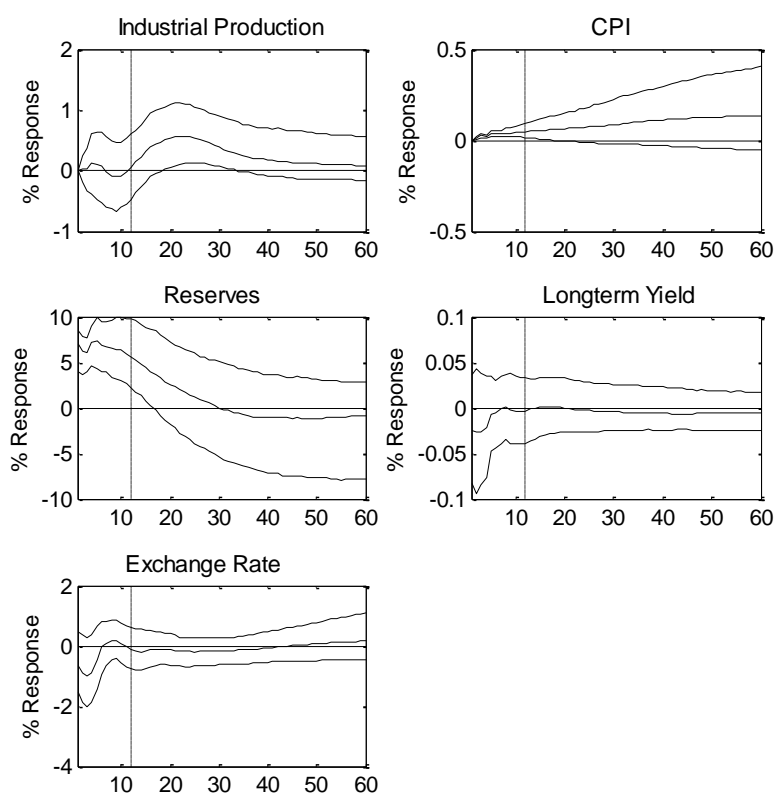 Industrial Production
2
1
0
-1
% Response
10 20 30 40 50 60
CPI
0.5
0
-0.5
% Response
10 20 30 40 50 60
Reserves
10
5
0
-5
-10
% Response
10 20 30 40 50 60
Longterm Yield
0.1
0.05
0
-0.05
-0.1
% Response
10 20 30 40 50 60
Exchange Rate
2
0
-2
-4
% Response
10 20 30 40 50 60